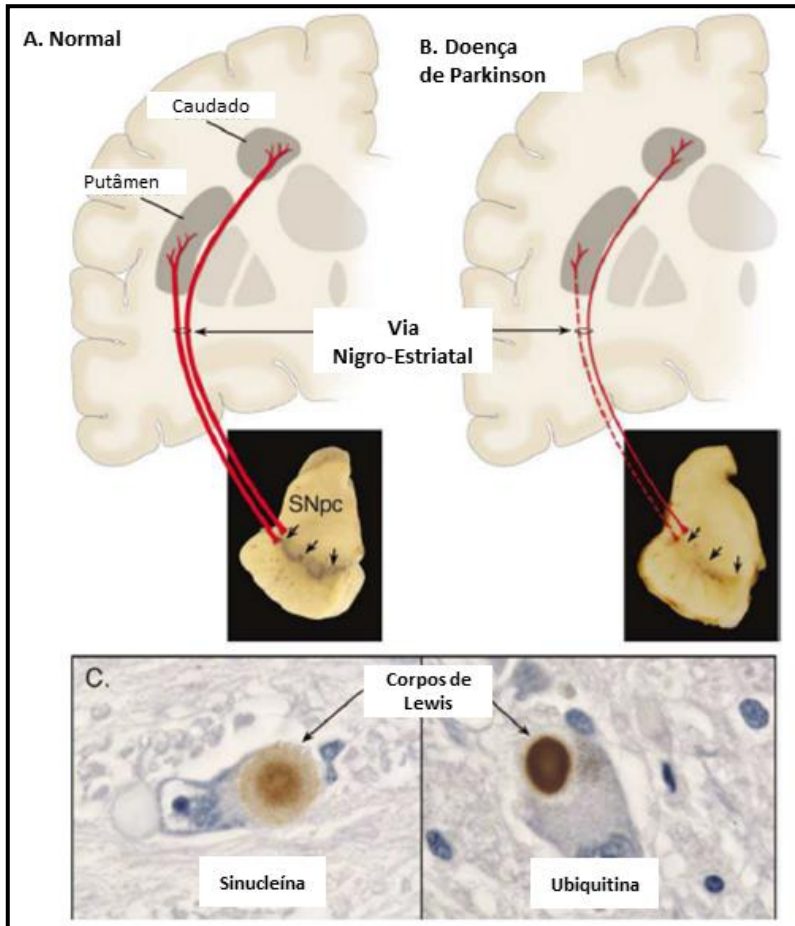 A. Normal
B. Doença
de Parkinson
Caudado
Putâmen
Via
Nigro-Estriatal
SNpc
C.
Corpos de
Lewis
Sinucleína
Ubiquitina